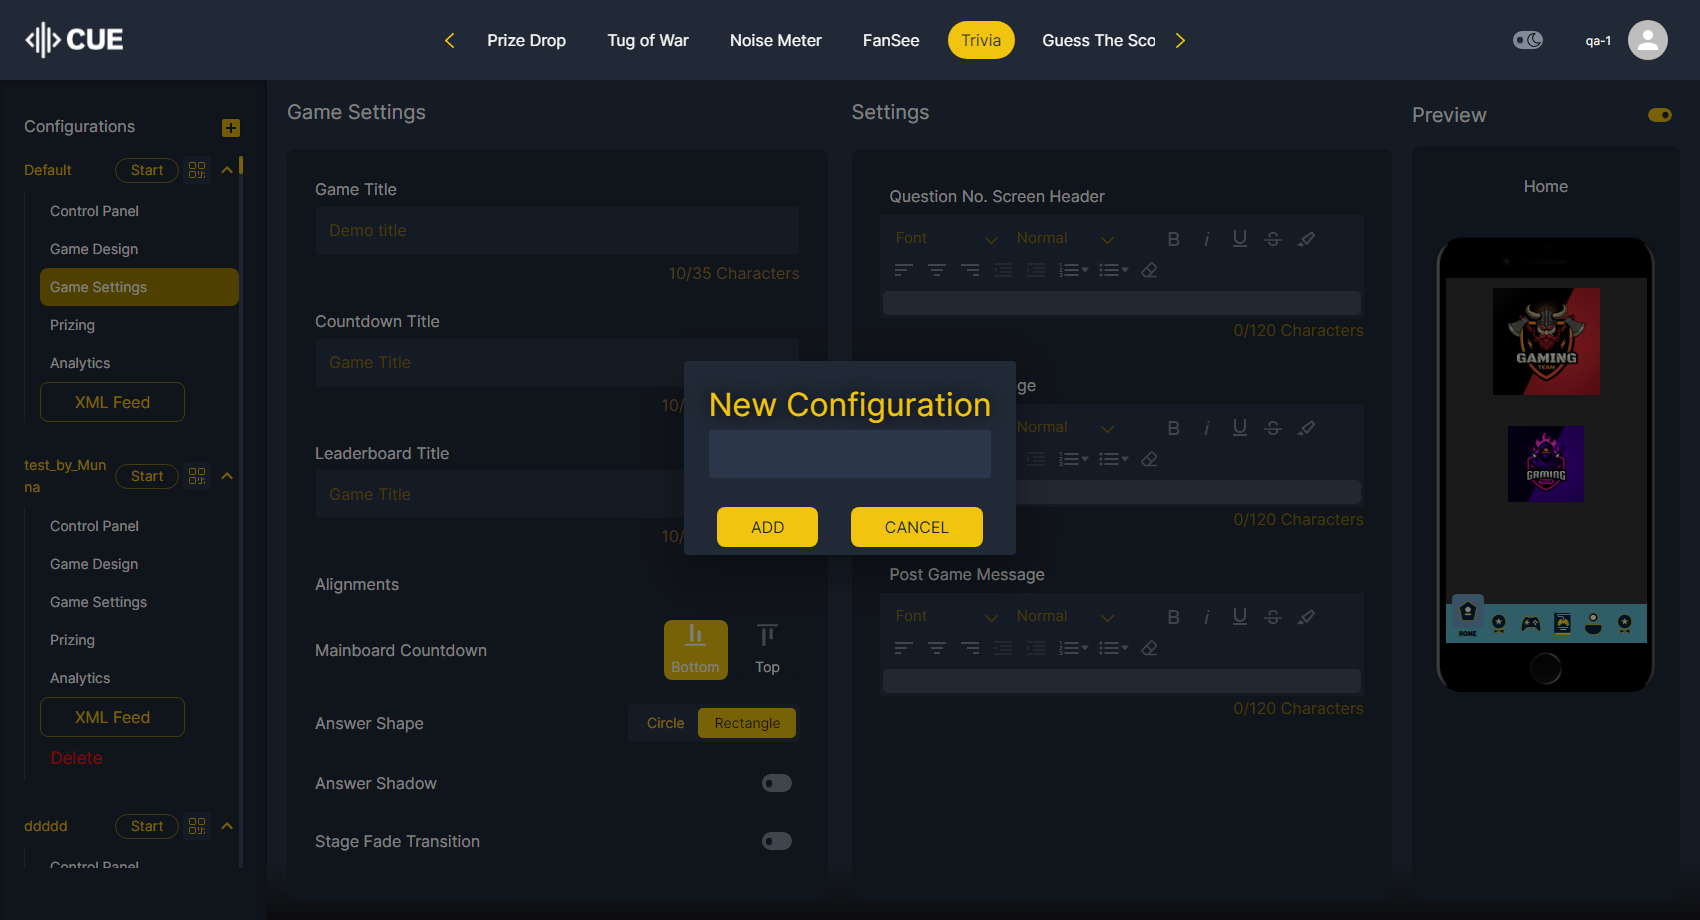 CUE
Prize Drop
Tug of War
Noise Meter
FanSee
Trivia
Guess The Sco
qa-1
Configurations
Default
Start
Control Panel
Game Design
Game Settings
Prizing
Analytics
XML Feed
test_by_Mun
na
Start
Control Panel
Game Design
Game Settings
Prizing
Analytics
XML Feed
Delete
ddddd
Start
Control Panel
Game Settings
Game Title
Demo title
10/35 Characters
Countdown Title
Game Title
10/
Leaderboard Title
Game Title
10/
Alignments
Mainboard Countdown
Bottom
Top
Answer Shape
Circle
Rectangle
Answer Shadow
Stage Fade Transition
New Configuration
ADD
CANCEL
Settings
Question No. Screen Header
Font
Normal
B i U S
0/120 Characters
ge
Normal
B i U S
0/120 Characters
Post Game Message
Font
Normal
B i U S
0/120 Characters
Preview
Home
GAMING
TEAM
GAMING
HOME